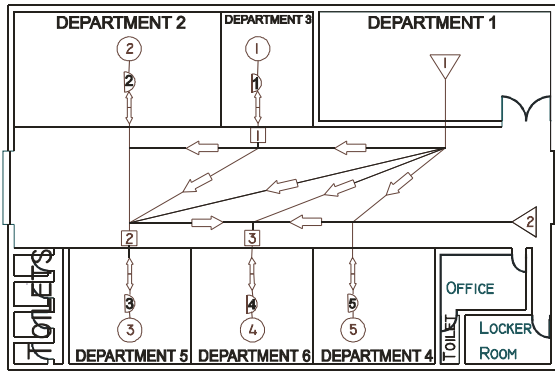 DEPARTMENT 2
DEPARTMENT 3
DEPARTMENT 1
2
1
1
2
1
1
2
2
3
3
4
5
TOILETS
3
4
5
OFFICE
TOILET
LOCKER
ROOM
DEPARTMENT 5
DEPARTMENT 6
DEPARTMENT 4